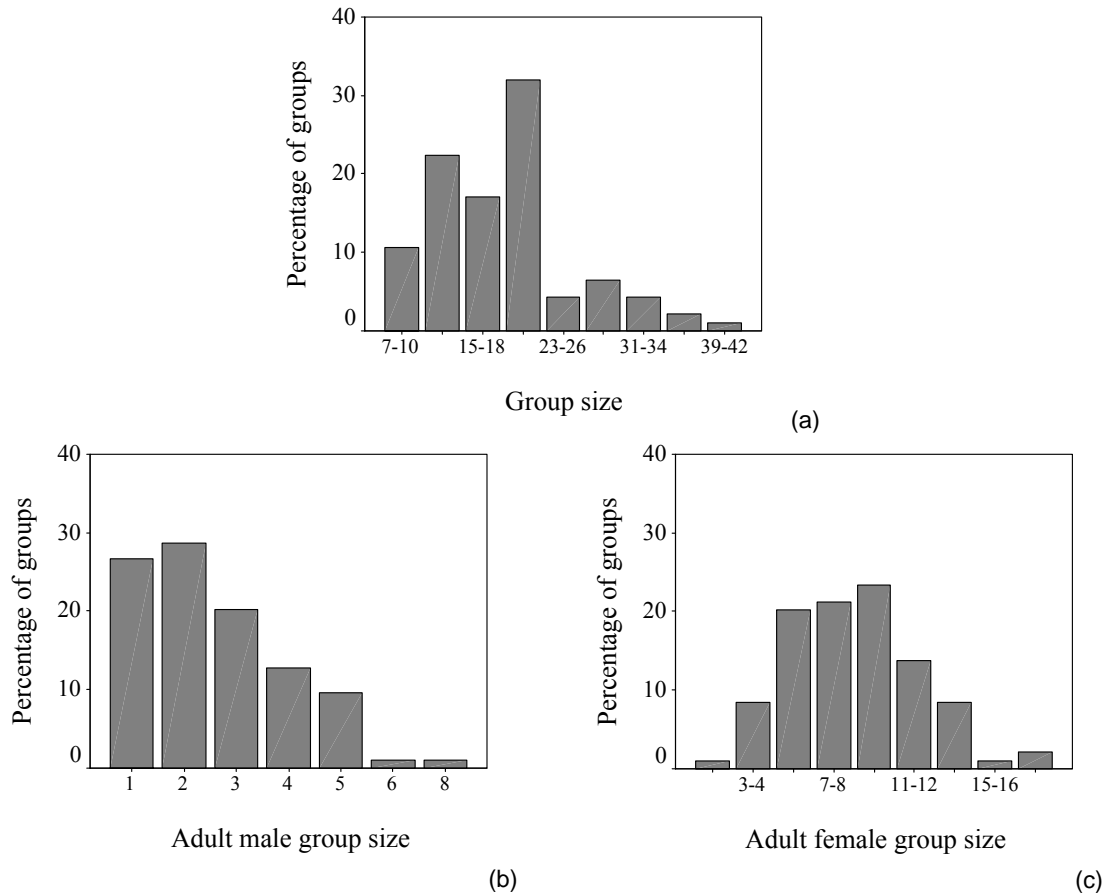 Percentage of groups
40
30
20
10
0
7-10 15-18 23-26 31-34 39-42
Group size
(a)
Percentage of groups
40
30
20
10
0
1 2 3 4 5 6 8
Adult male group size
(b)
Percentage of groups
40
30
20
10
0
3-4 7-8 11-12 15-16
Adult female group size
(c)